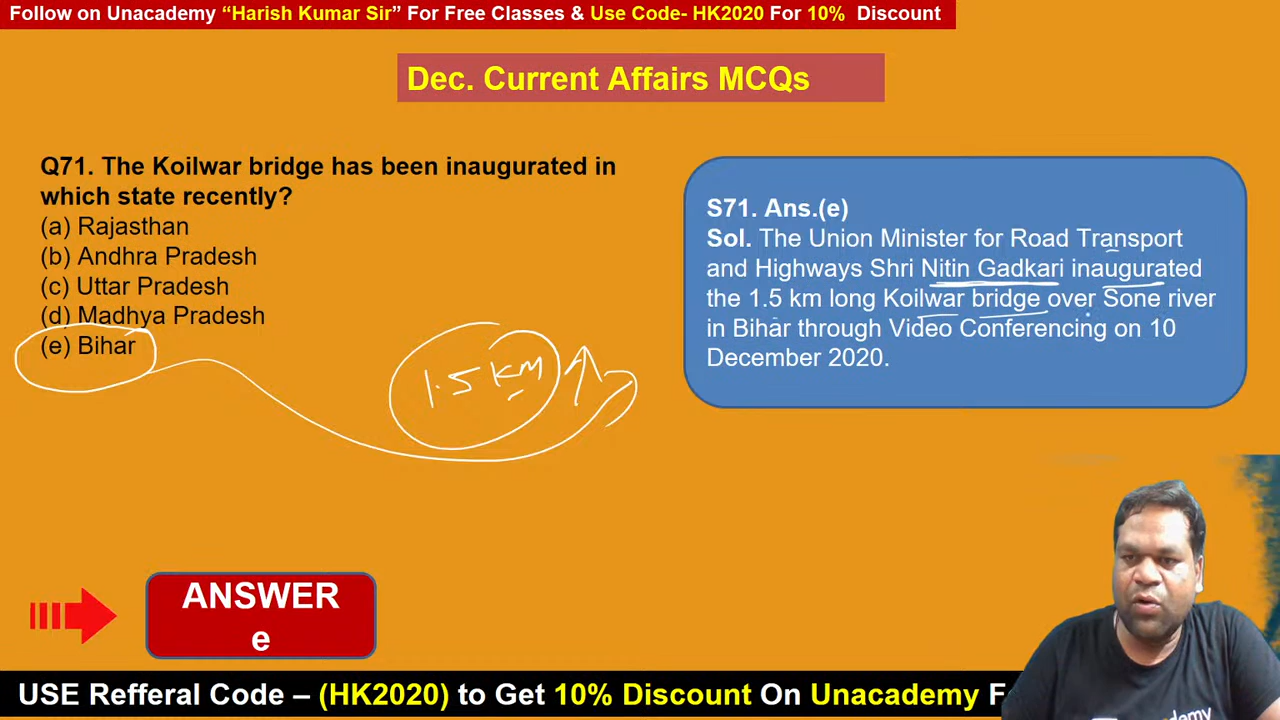 Follow on Unacademy “Harish Kumar Sir” For Free Classes & Use Code- HK2020 For 10% Discount
Dec. Current Affairs MCQs
Q71. The Koilwar bridge has been inaugurated in
which state recently?
(a) Rajasthan
(b) Andhra Pradesh
(c) Uttar Pradesh
(d) Madhya Pradesh
(e) Bihar
1.5 km
S71. Ans.(e)
Sol. The Union Minister for Road Transport
and Highways Shri Nitin Gadkari inaugurated
the 1.5 km long Koilwar bridge over Sone river
in Bihar through Video Conferencing on 10
December 2020.
ANSWER
e
USE Refferal Code – (HK2020) to Get 10% Discount On Unacademy F